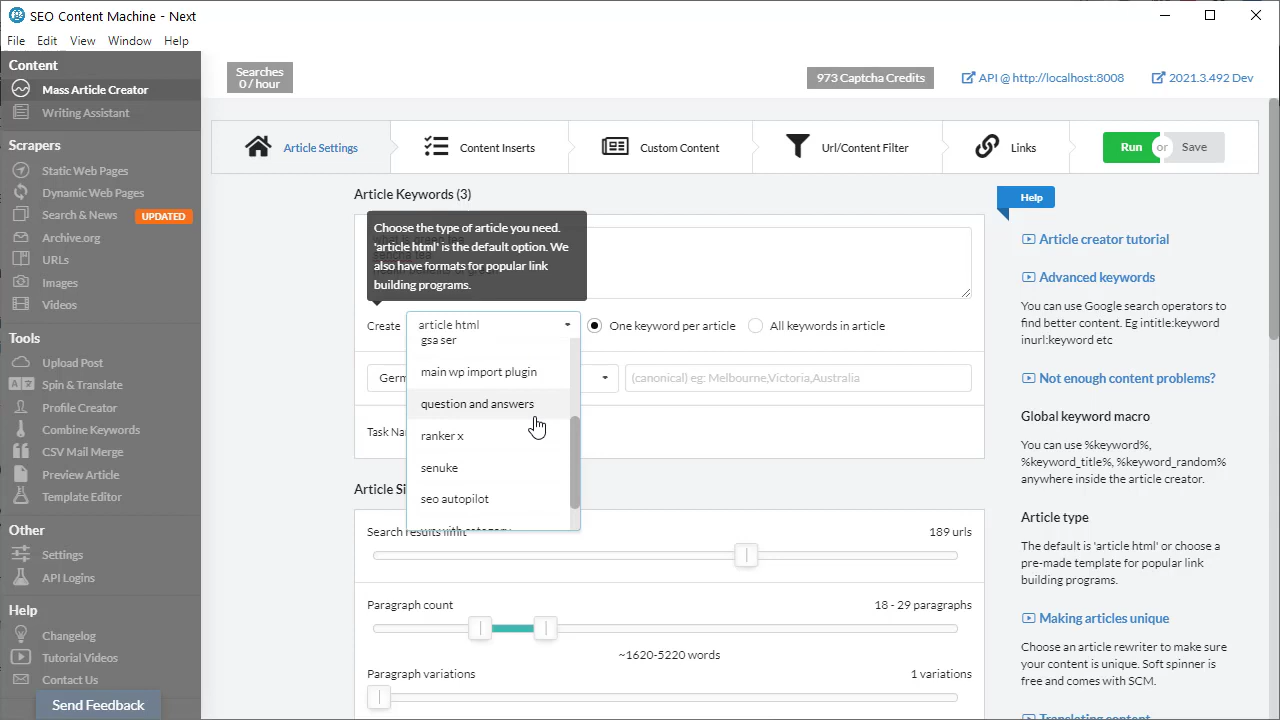 SEO Content Machine - Next
File Edit View Window Help
Content
Mass Article Creator
Writing Assistant
Scrapers
Static Web Pages
Dynamic Web Pages
Search & News UPDATED
Archive.org
URLs
Images
Videos
Tools
Upload Post
Spin & Translate
Profile Creator
Combine Keywords
CSV Mail Merge
Preview Article
Template Editor
Other
Settings
API Logins
Help
Changelog
Tutorial Videos
Contact Us
Send Feedback
Searches
0 / hour
973 Captcha Credits
API @ http://localhost:8008
2021.3.492 Dev
Article Settings
Content Inserts
Custom Content
Url/Content Filter
Links
Run or Save
Article Keywords (3)
Choose the type of article you need.
'article html' is the default option. We
also have formats for popular link
building programs.
sencha tea
Create article html
One keyword per article
All keywords in article
gsa ser
main wp import plugin
question and answers
ranker x
senuke
seo autopilot
wp with category
Germ
(canonical) eg: Melbourne,Victoria,Australia
Task Na
Article Si
Search results limit 189 urls
Paragraph count 18 - 29 paragraphs
~1620-5220 words
Paragraph variations 1 variations
Help
Article creator tutorial
Advanced keywords
You can use Google search operators to
find better content. Eg intitle:keyword
inurl:keyword etc
Not enough content problems?
Global keyword macro
You can use %keyword%,
%keyword_title%, %keyword_random%
anywhere inside the article creator.
Article type
The default is 'article html' or choose a
pre-made template for popular link
building programs.
Making articles unique
Choose an article rewriter to make sure
your content is unique. Soft spinner is
free and comes with SCM.
Translating content